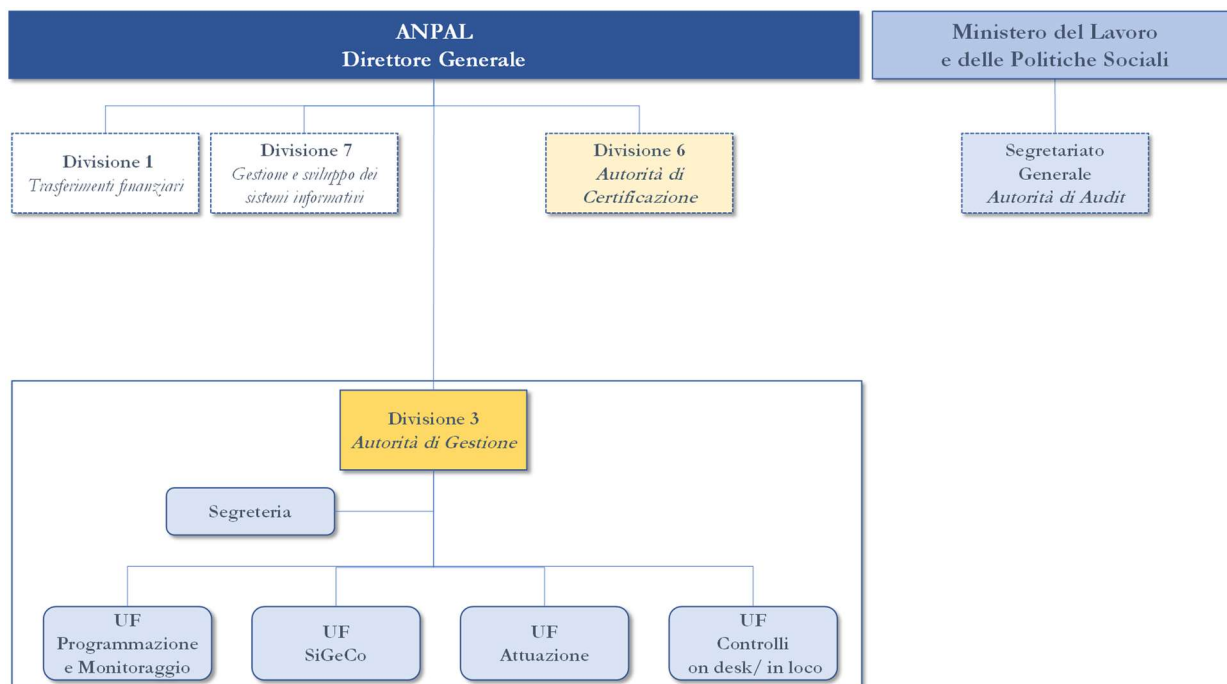 ANPAL
Direttore Generale
Ministero del Lavoro
e delle Politiche Sociali
Divisione 1
Trasferimenti finanziari
Divisione 7
Gestione e sviluppo dei
sistemi informativi
Divisione 6
Autorità di
Certificazione
Segretariato
Generale
Autorità di Audit
Divisione 3
Autorità di Gestione
Segreteria
UF
Programmazione
e Monitoraggio
UF
SiGeCo
UF
Attuazione
UF
Controlli
on desk/ in loco